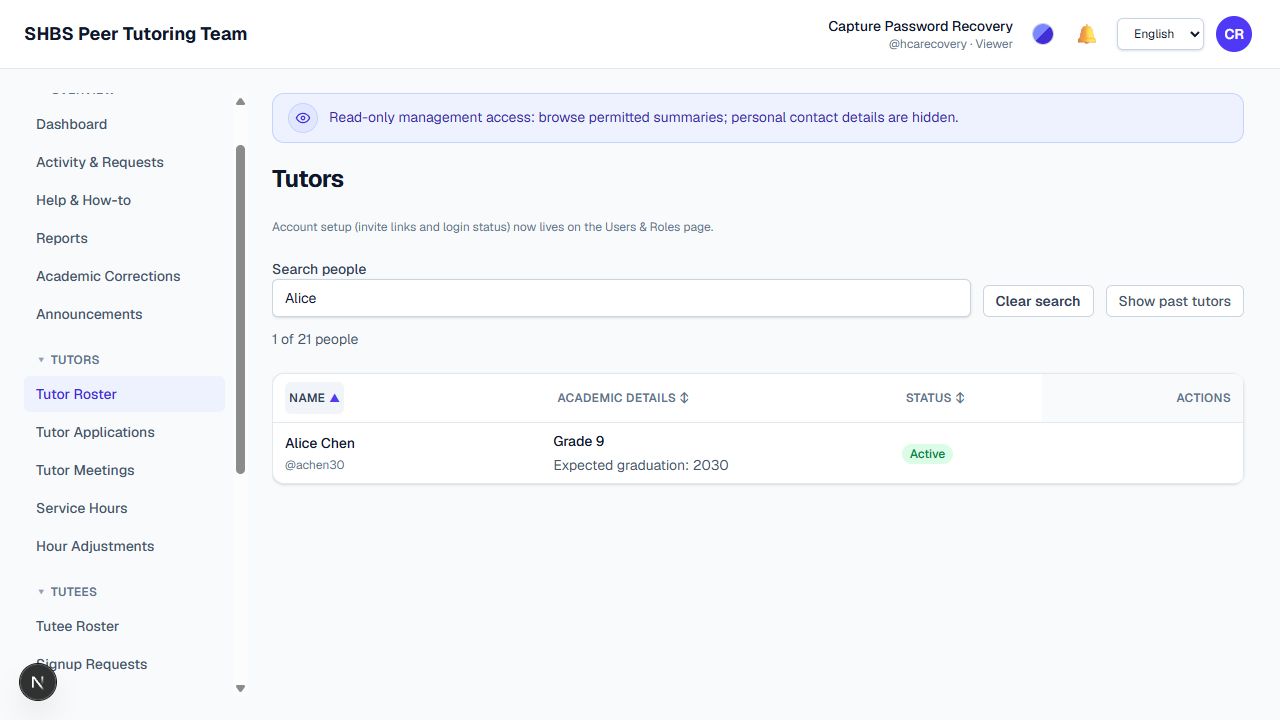 SHBS Peer Tutoring Team
Capture Password Recovery
@hcarecovery · Viewer
English
CR
Dashboard
Activity & Requests
Help & How-to
Reports
Academic Corrections
Announcements
TUTORS
Tutor Roster
Tutor Applications
Tutor Meetings
Service Hours
Hour Adjustments
TUTEES
Tutee Roster
Signup Requests
N
Read-only management access: browse permitted summaries; personal contact details are hidden.
Tutors
Account setup (invite links and login status) now lives on the Users & Roles page.
Search people
Alice
Clear search
Show past tutors
1 of 21 people
NAME ▲ ACADEMIC DETAILS STATUS ACTIONS
Alice Chen
@achen30
Grade 9
Expected graduation: 2030
Active